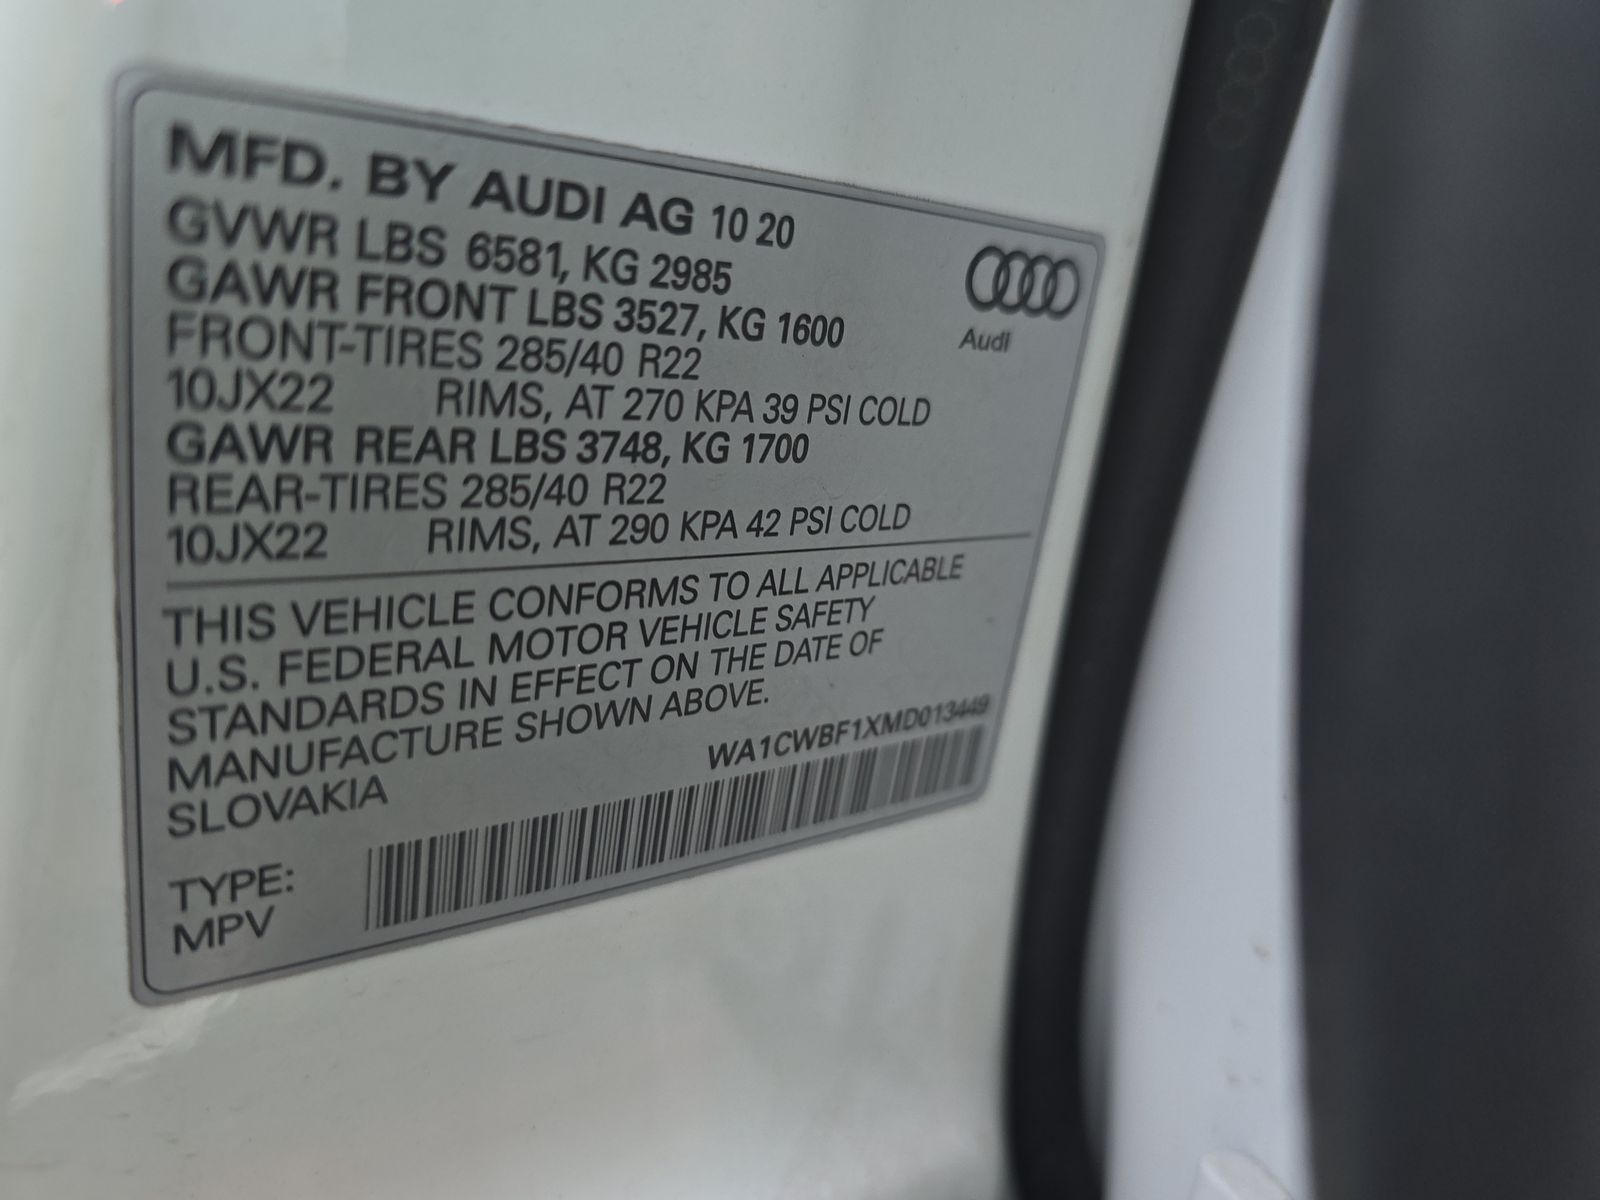 MFD. BY AUDI AG 10 20
GVWR LBS 6581, KG 2985
GAWR FRONT LBS 3527, KG 1600
FRONT-TIRES 285/40 R22
10JX22 RIMS, AT 270 KPA 39 PSI COLD
GAWR REAR LBS 3748, KG 1700
REAR-TIRES 285/40 R22
10JX22 RIMS, AT 290 KPA 42 PSI COLD
Audi
THIS VEHICLE CONFORMS TO ALL APPLICABLE
U.S. FEDERAL MOTOR VEHICLE SAFETY
STANDARDS IN EFFECT ON THE DATE OF
MANUFACTURE SHOWN ABOVE.
SLOVAKIA
WA1CWBF1XMD013449
TYPE:
MPV